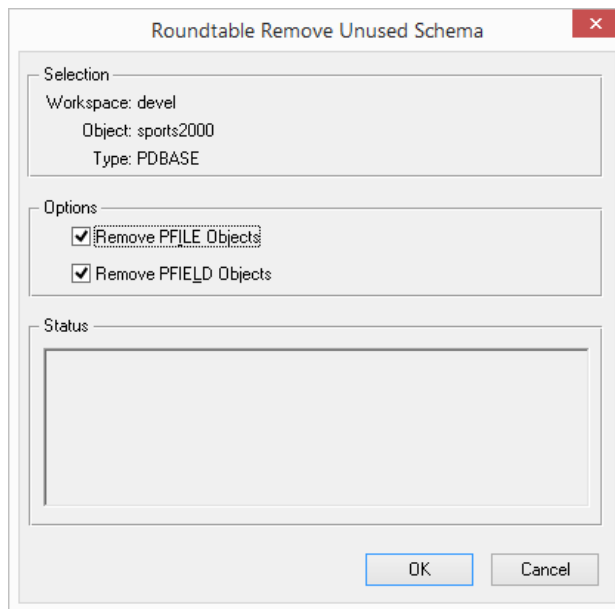 Roundtable Remove Unused Schema
Selection
Workspace: devel
Object: sports2000
Type: PDBASE
Options
Remove PFILE Objects
Remove PFIELD Objects
Status
OK Cancel